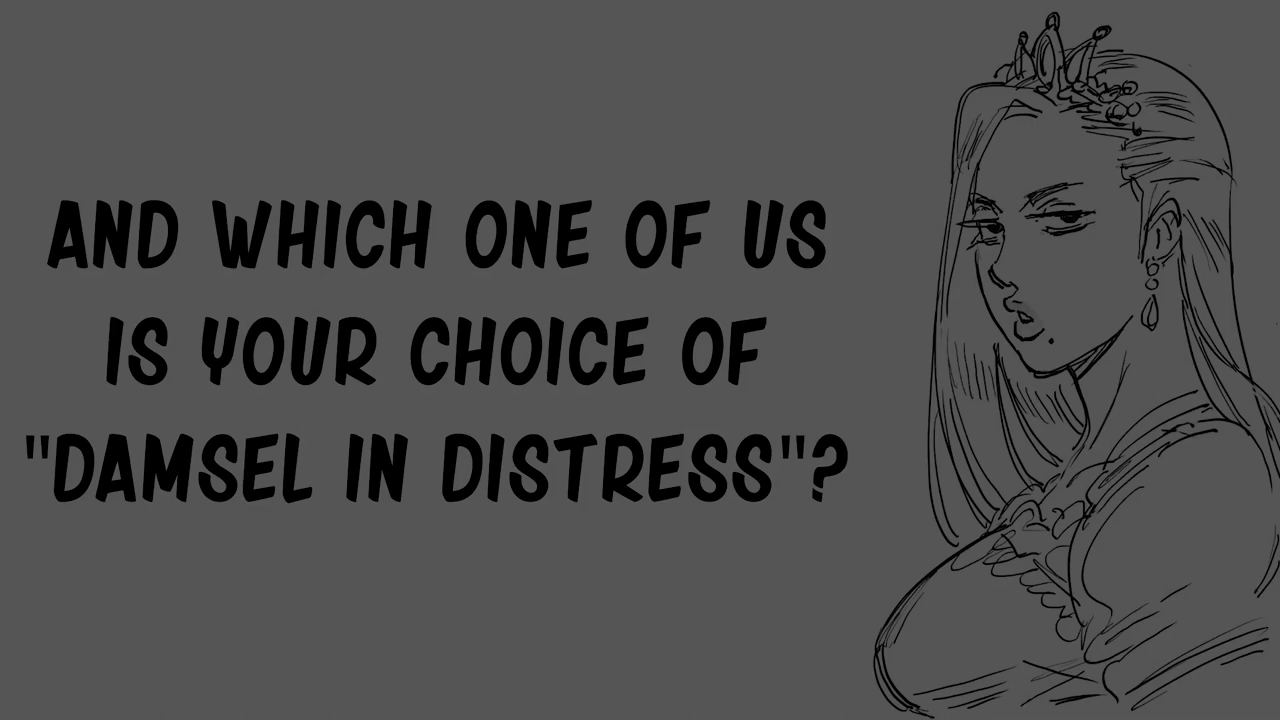 AND WHICH ONE OF US
IS YOUR CHOICE OF
"DAMSEL IN DISTRESS"?